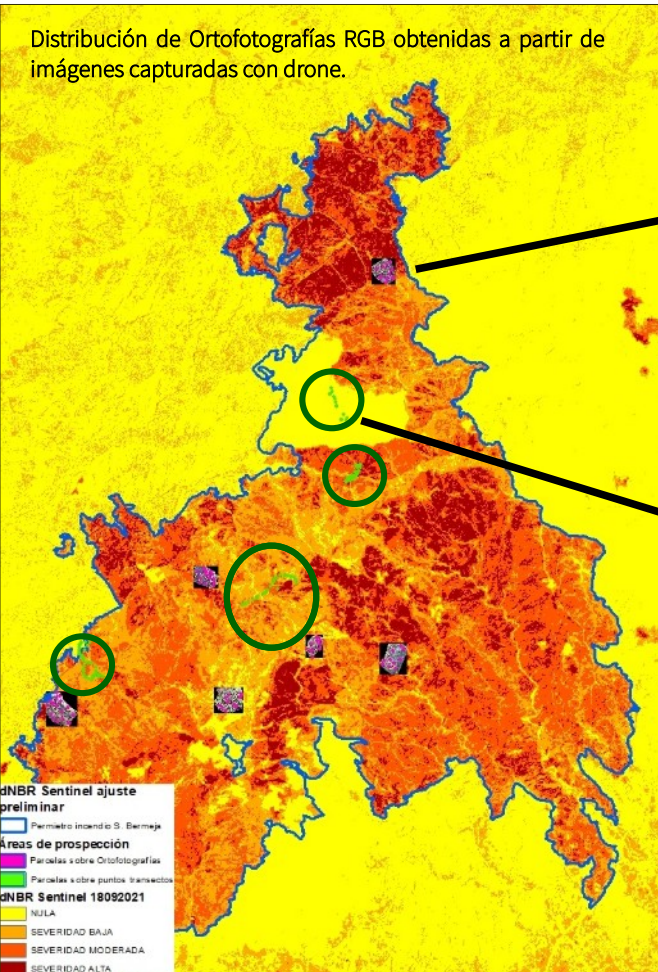 Distribución de Ortofotografías RGB obtenidas a partir de
imágenes capturadas con drone.
dNBR Sentinel ajuste
preliminar
Permietro incendio S. Bermeja
Áreas de prospección
Parcelas sobre Ortofotografías
Parcelas sobre puntos transectos
dNBR Sentinel 18092021
NULA
SEVERIDAD BAJA
SEVERIDAD MODERADA
SEVERIDAD ALTA